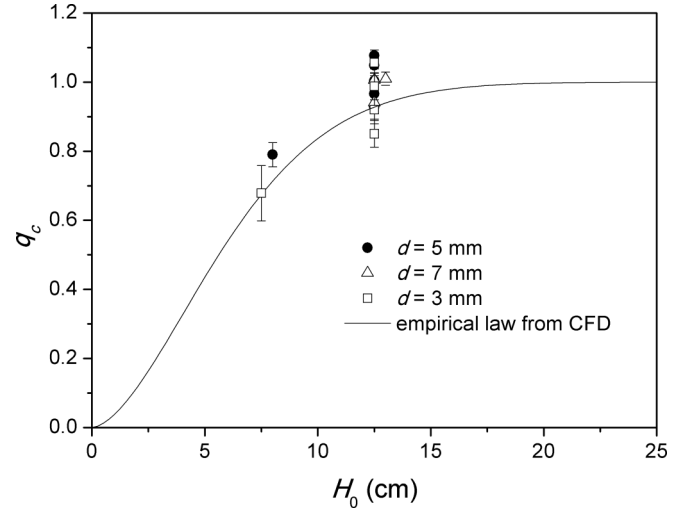 1.2
1.0
0.8
0.6
0.4
0.2
0.0
q_c
d = 5 mm
d = 7 mm
d = 3 mm
empirical law from CFD
0 5 10 15 20 25
H_0 (cm)